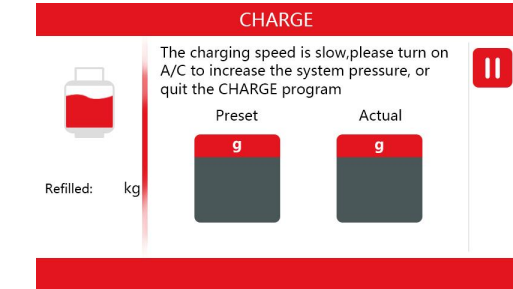 CHARGE
The charging speed is slow,please turn on
A/C to increase the system pressure, or
quit the CHARGE program
Preset Actual
g g
Refilled: kg